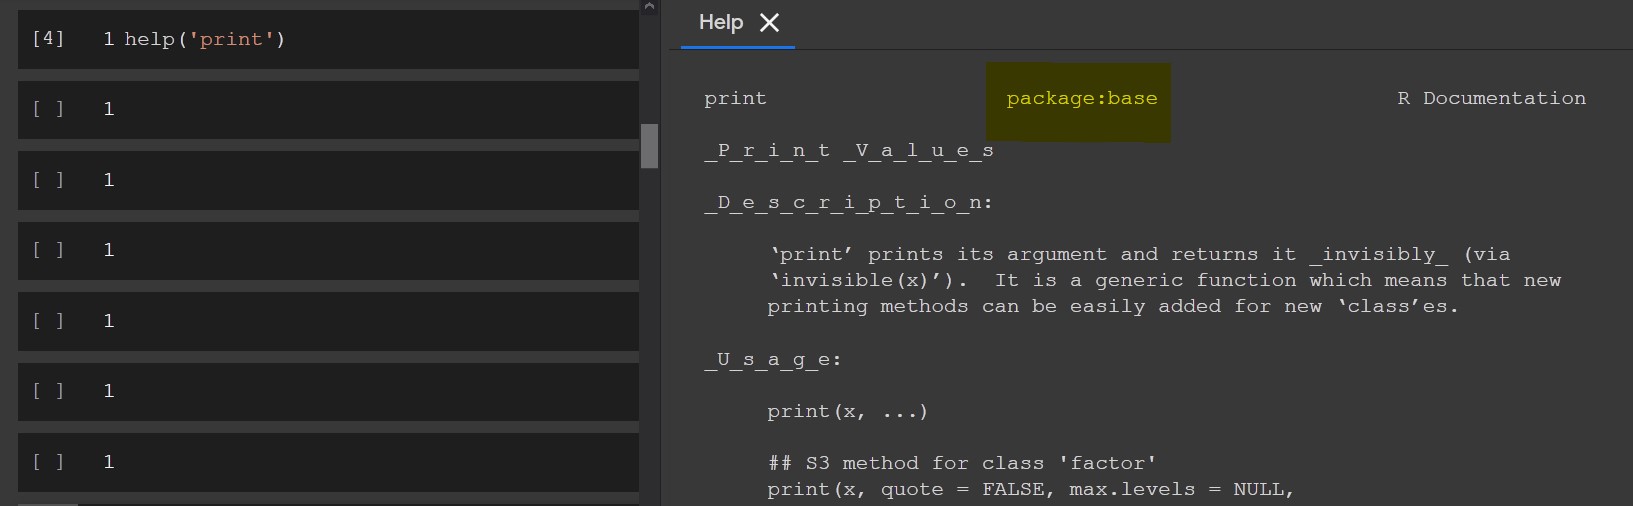 [4] 1 help('print')
[ ] 1
[ ] 1
[ ] 1
[ ] 1
[ ] 1
[ ] 1
Help
print package:base R Documentation
_P_r_i_n_t _V_a_l_u_e_s
_D_e_s_c_r_i_p_t_i_o_n:
‘print’ prints its argument and returns it _invisibly_ (via
‘invisible(x)’). It is a generic function which means that new
printing methods can be easily added for new ‘class’es.
_U_s_a_g_e:
print(x, ...)
## S3 method for class 'factor'
print(x, quote = FALSE, max.levels = NULL,